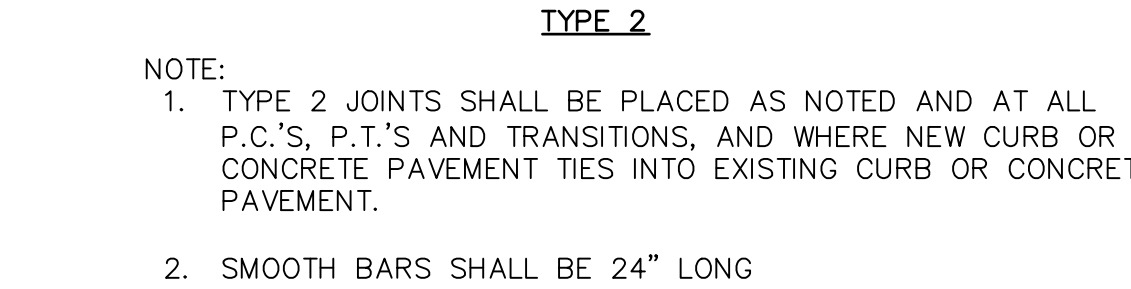 TYPE 2
NOTE:
1. TYPE 2 JOINTS SHALL BE PLACED AS NOTED AND AT ALL
P.C.'S, P.T.'S AND TRANSITIONS, AND WHERE NEW CURB OR
CONCRETE PAVEMENT TIES INTO EXISTING CURB OR CONCRET
PAVEMENT.
2. SMOOTH BARS SHALL BE 24" LONG